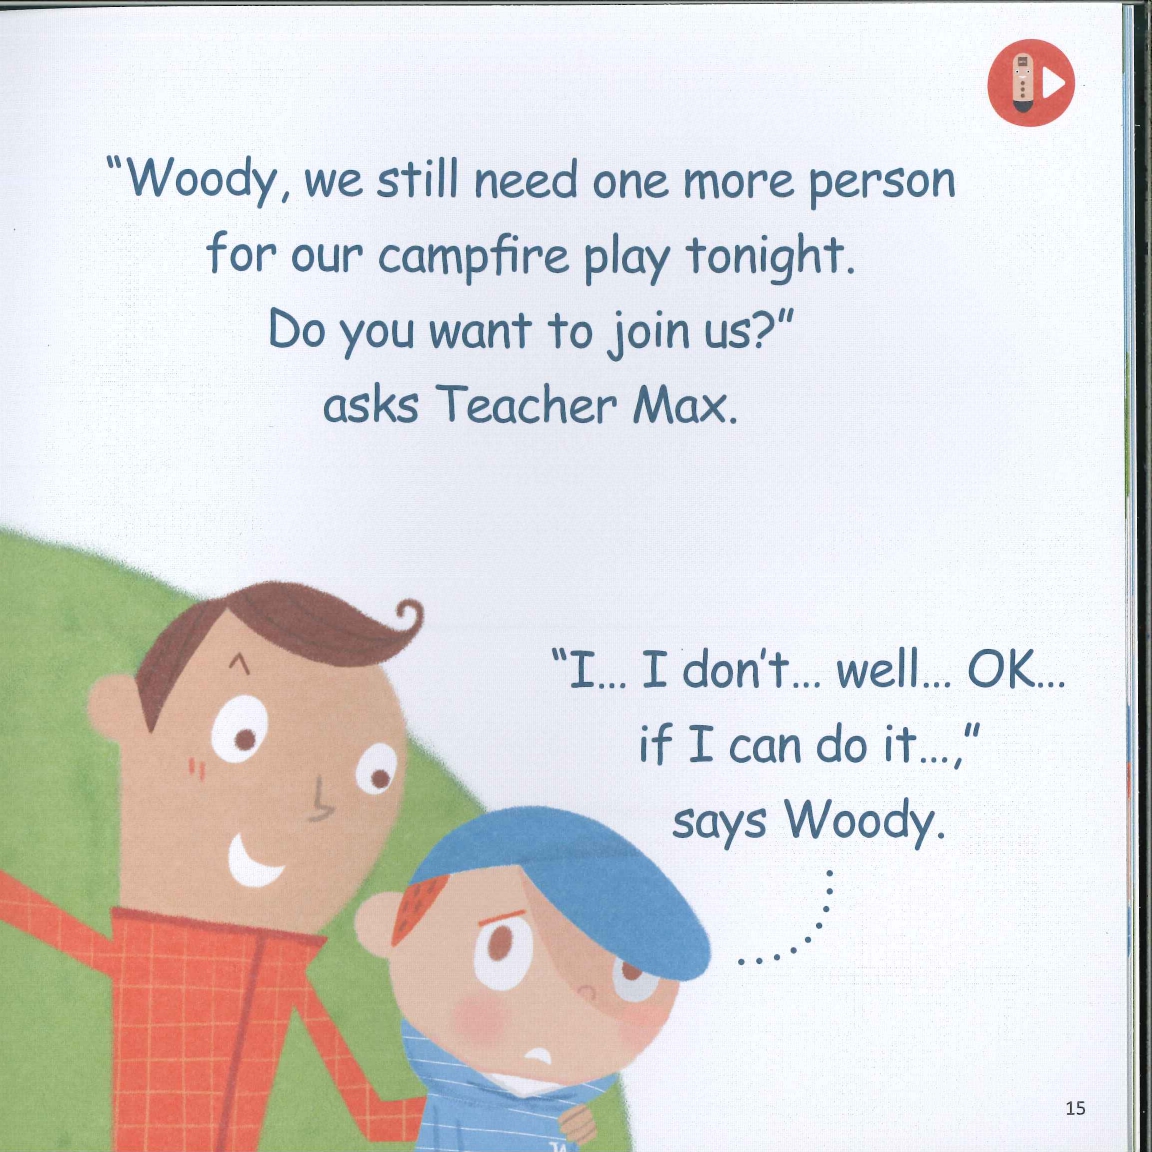 “Woody, we still need one more person
for our campfire play tonight.
Do you want to join us?”
asks Teacher Max.
“I... I don’t... well... OK...
if I can do it...,”
says Woody.
15